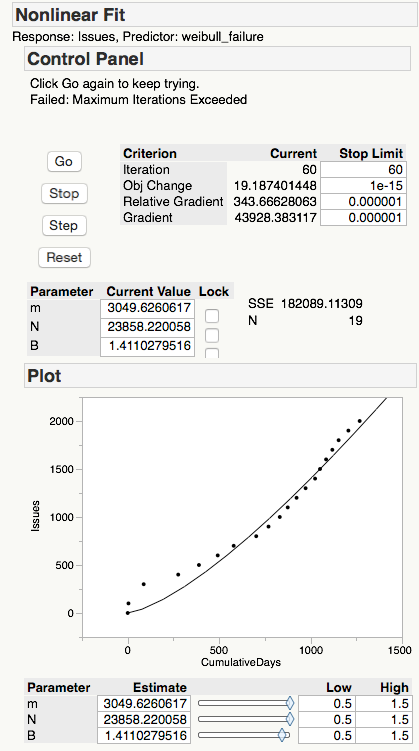 Nonlinear Fit
Response: Issues, Predictor: weibull_failure
Control Panel
Click Go again to keep trying.
Failed: Maximum Iterations Exceeded
Go
Stop
Step
Reset
Criterion Current Stop Limit
Iteration 60 60
Obj Change 19.187401448 1e-15
Relative Gradient 343.66628063 0.000001
Gradient 43928.383117 0.000001
Parameter Current Value Lock
m 3049.6260617
N 23858.220058
B 1.4110279516
SSE 182089.11309
N 19
Plot
Issues
2000
1500
1000
500
0
0 500 1000 1500
CumulativeDays
Parameter Estimate Low High
m 3049.6260617 0.5 1.5
N 23858.220058 0.5 1.5
B 1.4110279516 0.5 1.5